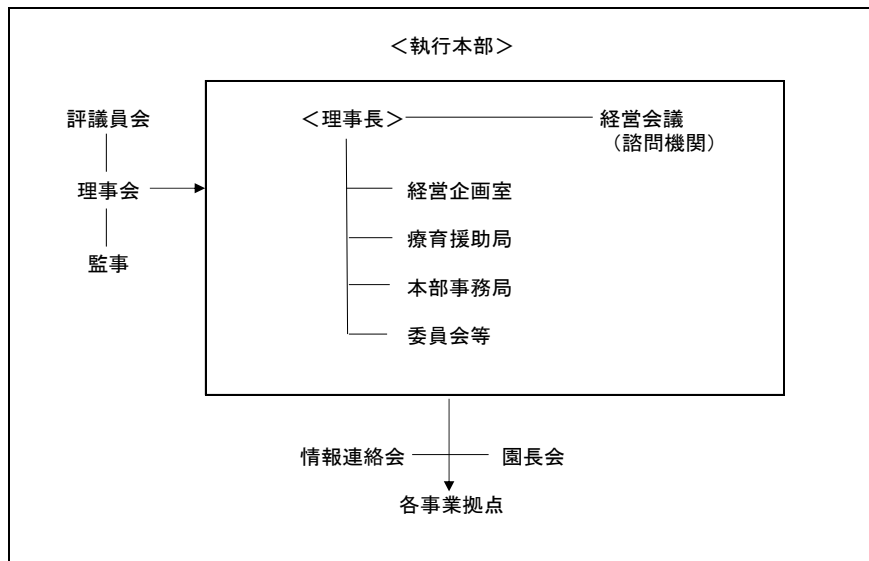 ＜執行本部＞
評議員会
理事会
監事
＜理事長＞
経営会議
（諮問機関）
経営企画室
療育援助局
本部事務局
委員会等
情報連絡会
園長会
各事業拠点